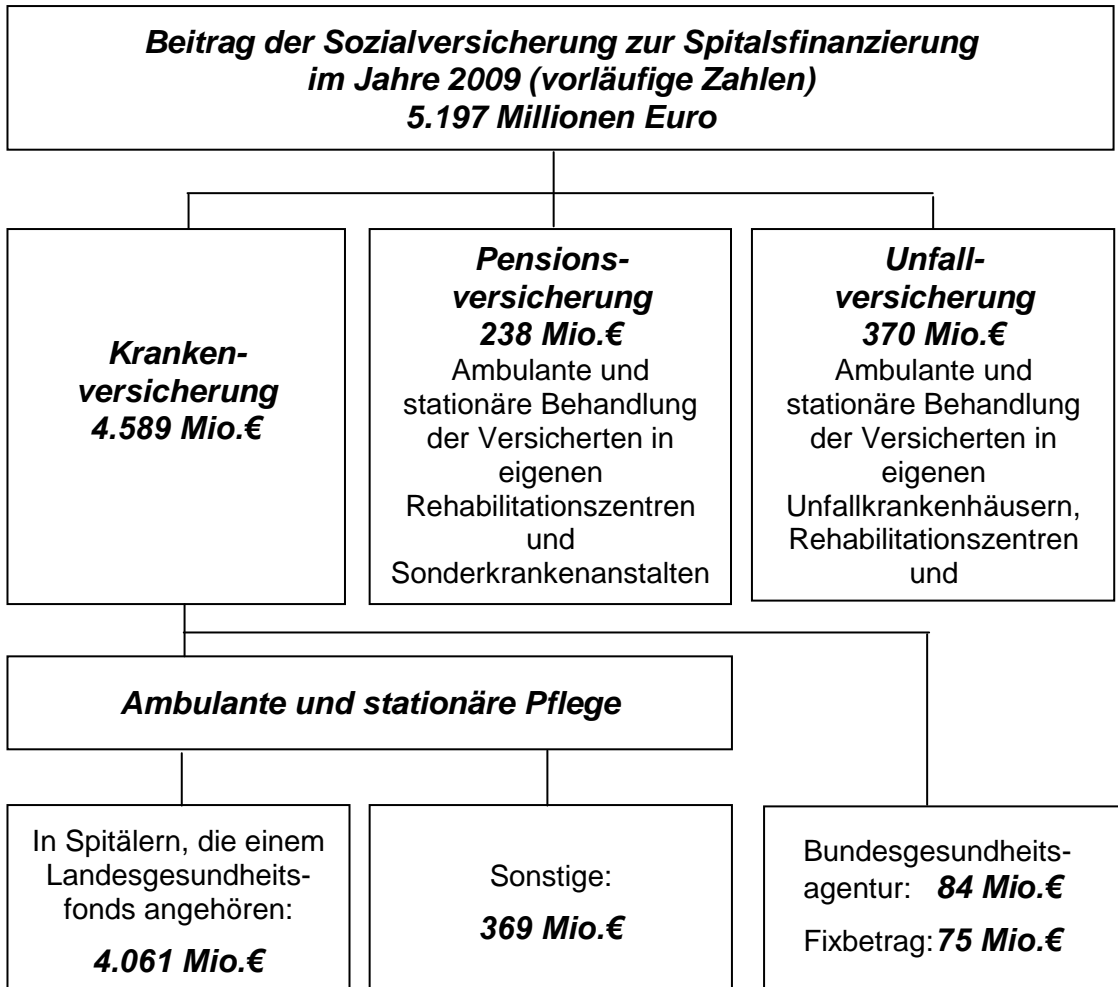 Beitrag der Sozialversicherung zur Spitalsfinanzierung
im Jahre 2009 (vorläufige Zahlen)
5.197 Millionen Euro
Kranken-
versicherung
4.589 Mio.€
Pensions-
versicherung
238 Mio.€
Ambulante und
stationäre Behandlung
der Versicherten in
eigenen
Rehabilitationszentren
und
Sonderkrankenanstalten
Unfall-
versicherung
370 Mio.€
Ambulante und
stationäre Behandlung
der Versicherten in
eigenen
Unfallkrankenhäusern,
Rehabilitationszentren
und
Ambulante und stationäre Pflege
In Spitälern, die einem
Landesgesundheits-
fonds angehören:
4.061 Mio.€
Sonstige:
369 Mio.€
Bundesgesundheits-
agentur: 84 Mio.€
Fixbetrag: 75 Mio.€